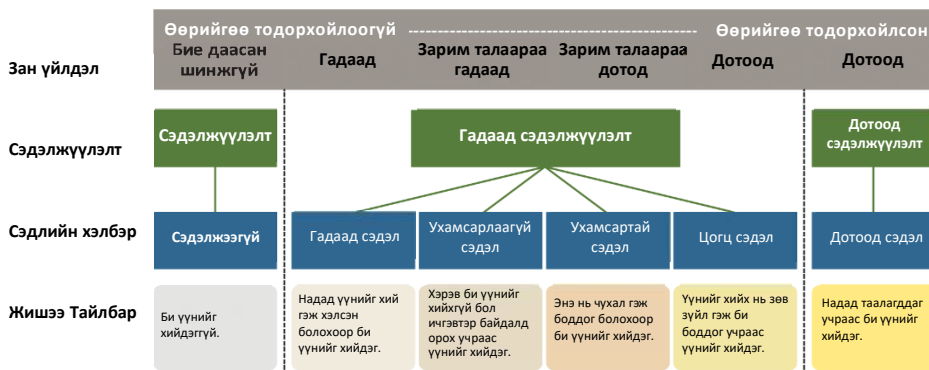 Өөрийгөө тодорхойлоогүй ---------- Өөрийгөө тодорхойлсон
Зан үйлдэл
Бие даасан
шинжгүй
Гадаад
Зарим талаараа
гадаад
Зарим талаараа
дотод
Дотоод
Дотоод
Сэдэлжүүлэлт
Сэдэлжүүлэлт
Гадаад сэдэлжүүлэлт
Дотоод
сэдэлжүүлэлт
Сэдлийн хэлбэр
Сэдэлжээгүй
Гадаад сэдэл
Ухамсарлаагүй
сэдэл
Ухамсартай
сэдэл
Цогц сэдэл
Дотоод сэдэл
Жишээ Тайлбар
Би үүнийг
хийдэггүй.
Надад үүнийг хий
гэж хэлсэн
болохоор би
үүнийг хийдэг.
Хэрэв би үүнийг
хийхгүй бол
ичгэвтэр байдалд
орох учраас
үүнийг хийдэг.
Энэ нь чухал гэж
боддог болохоор
би үүнийг хийдэг.
Үүнийг хийх нь зөв
зүйл гэж би
боддог учраас
үүнийг хийдэг.
Надад таалагддаг
учраас би үүнийг
хийдэг.